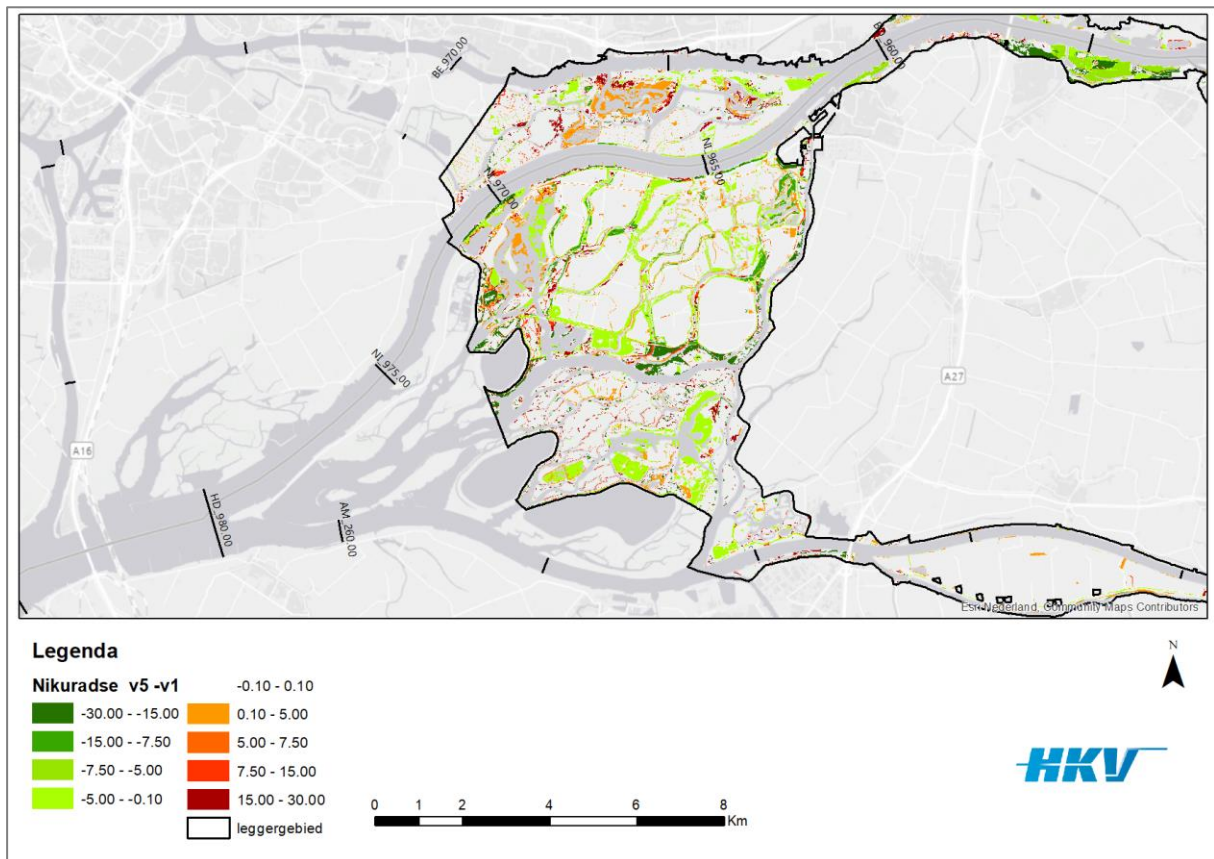 BE_970.00
960.00
NI_965.00
970.00
NI_975.00
A27
A16
HD_980.00
AM_260.00
Esri Nederland, Community Maps Contributors
Legenda
Nikuradse v5 -v1
-0.10 - 0.10
-30.00 - -15.00
0.10 - 5.00
-15.00 - -7.50
5.00 - 7.50
-7.50 - -5.00
7.50 - 15.00
-5.00 - -0.10
15.00 - 30.00
leggergebied
N
0 1 2 4 6 8
Km
HKV